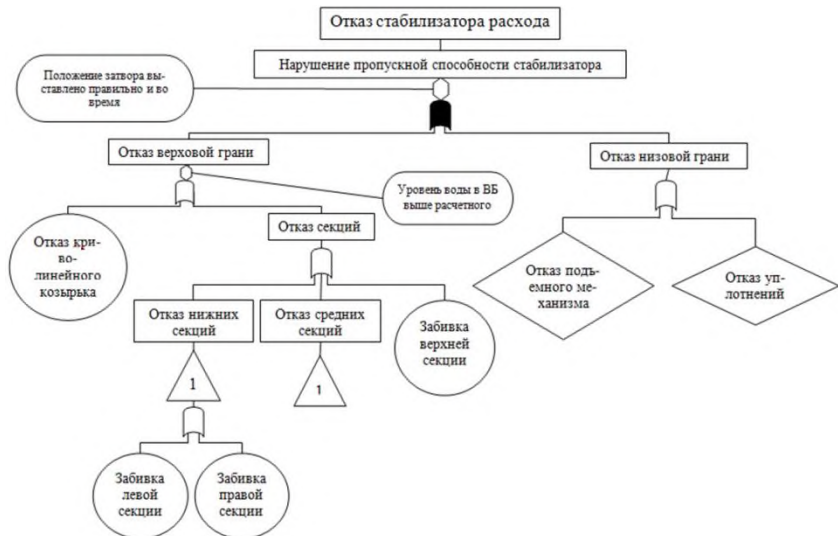 Отказ стабилизатора расхода
Нарушение пропускной способности стабилизатора
Положение затвора вы-
ставлено правильно и во
время
Отказ верховой грани
Отказ низовой грани
Уровень воды в ВБ
выше расчетного
Отказ кри-
во-
линейного
козырька
Отказ секций
Отказ подъ-
емного ме-
ханизма
Отказ уп-
лотнений
Отказ нижних
секций
Отказ средних
секций
Забивка
верхней
секции
1
1
Забивка
левой
секции
Забивка
правой
секции